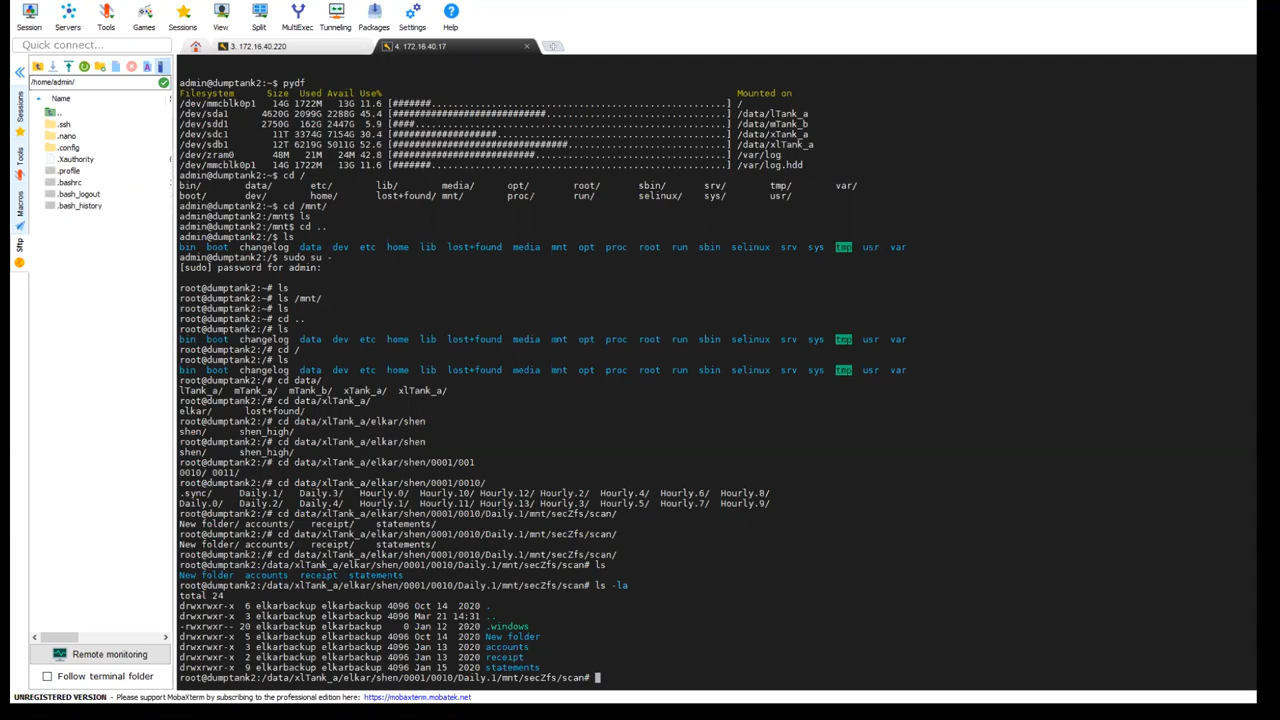 Session Servers Tools Games Sessions View Split MultiExec Tunneling Packages Settings Help
Quick connect...
3. 172.16.40.220
4. 172.16.40.17
/home/admin/
Name
..
.ssh
.nano
.config
.Xauthority
.profile
.bashrc
.bash_logout
.bash_history
Sessions
Tools
Macros
Sftp
Remote monitoring
Follow terminal folder
admin@dumptank2:~$ pydf
Filesystem Size Used Avail Use% Mounted on
/dev/mmcblk0p1 14G 1722M 13G 11.6 [#######..................................................] /
/dev/sda1 4620G 2099G 2288G 45.4 [############################.............................] /data/lTank_a
/dev/sdd1 2750G 162G 2447G 5.9 [####.....................................................] /data/mTank_b
/dev/sdc1 11T 3374G 7154G 30.4 [###################......................................] /data/xTank_a
/dev/sdb1 12T 6219G 5011G 52.6 [################################.........................] /data/xlTank_a
/dev/zram0 48M 21M 24M 42.8 [##########################...............................] /var/log
/dev/mmcblk0p1 14G 1722M 13G 11.6 [#######..................................................] /var/log.hdd
admin@dumptank2:~$ cd /
bin/ data/ etc/ lib/ media/ opt/ root/ sbin/ srv/ tmp/ var/
boot/ dev/ home/ lost+found/ mnt/ proc/ run/ selinux/ sys/ usr/
admin@dumptank2:~$ cd /mnt/
admin@dumptank2:/mnt$ ls
admin@dumptank2:/mnt$ cd ..
admin@dumptank2:/$ ls
bin boot changelog data dev etc home lib lost+found media mnt opt proc root run sbin selinux srv sys tmp usr var
admin@dumptank2:/$ sudo su -
[sudo] password for admin:
root@dumptank2:~# ls
root@dumptank2:~# ls /mnt/
root@dumptank2:~# ls
root@dumptank2:~# cd ..
root@dumptank2:/# ls
bin boot changelog data dev etc home lib lost+found media mnt opt proc root run sbin selinux srv sys tmp usr var
root@dumptank2:/# cd /
root@dumptank2:/# ls
bin boot changelog data dev etc home lib lost+found media mnt opt proc root run sbin selinux srv sys tmp usr var
root@dumptank2:/# cd data/
lTank_a/ mTank_a/ mTank_b/ xTank_a/ xlTank_a/
root@dumptank2:/# cd data/xlTank_a/
elkar/ lost+found/
root@dumptank2:/# cd data/xlTank_a/elkar/shen
shen/ shen_high/
root@dumptank2:/# cd data/xlTank_a/elkar/shen
shen/ shen_high/
root@dumptank2:/# cd data/xlTank_a/elkar/shen/0001/001
0010/ 0011/
root@dumptank2:/# cd data/xlTank_a/elkar/shen/0001/0010/
.sync/ Daily.1/ Daily.3/ Hourly.0/ Hourly.10/ Hourly.12/ Hourly.2/ Hourly.4/ Hourly.6/ Hourly.8/
Daily.0/ Daily.2/ Daily.4/ Hourly.1/ Hourly.11/ Hourly.13/ Hourly.3/ Hourly.5/ Hourly.7/ Hourly.9/
root@dumptank2:/# cd data/xlTank_a/elkar/shen/0001/0010/Daily.1/mnt/secZfs/scan/
New folder/ accounts/ receipt/ statements/
root@dumptank2:/# cd data/xlTank_a/elkar/shen/0001/0010/Daily.1/mnt/secZfs/scan/
New folder/ accounts/ receipt/ statements/
root@dumptank2:/# cd data/xlTank_a/elkar/shen/0001/0010/Daily.1/mnt/secZfs/scan/
root@dumptank2:/data/xlTank_a/elkar/shen/0001/0010/Daily.1/mnt/secZfs/scan# ls
New folder accounts receipt statements
root@dumptank2:/data/xlTank_a/elkar/shen/0001/0010/Daily.1/mnt/secZfs/scan# ls -la
total 24
drwxrwxr-x 6 elkarbackup elkarbackup 4096 Oct 14 2020 .
drwxrwxr-x 3 elkarbackup elkarbackup 4096 Mar 21 14:31 ..
-rwxrwxr-- 20 elkarbackup elkarbackup 0 Jan 12 2020 .windows
drwxrwxr-x 5 elkarbackup elkarbackup 4096 Oct 14 2020 New folder
drwxrwxr-x 3 elkarbackup elkarbackup 4096 Jan 13 2020 accounts
drwxrwxr-x 2 elkarbackup elkarbackup 4096 Jan 13 2020 receipt
drwxrwxr-x 9 elkarbackup elkarbackup 4096 Jan 15 2020 statements
root@dumptank2:/data/xlTank_a/elkar/shen/0001/0010/Daily.1/mnt/secZfs/scan#
UNREGISTERED VERSION - Please support MobaXterm by subscribing to the professional edition here: https://mobaxterm.mobatek.net